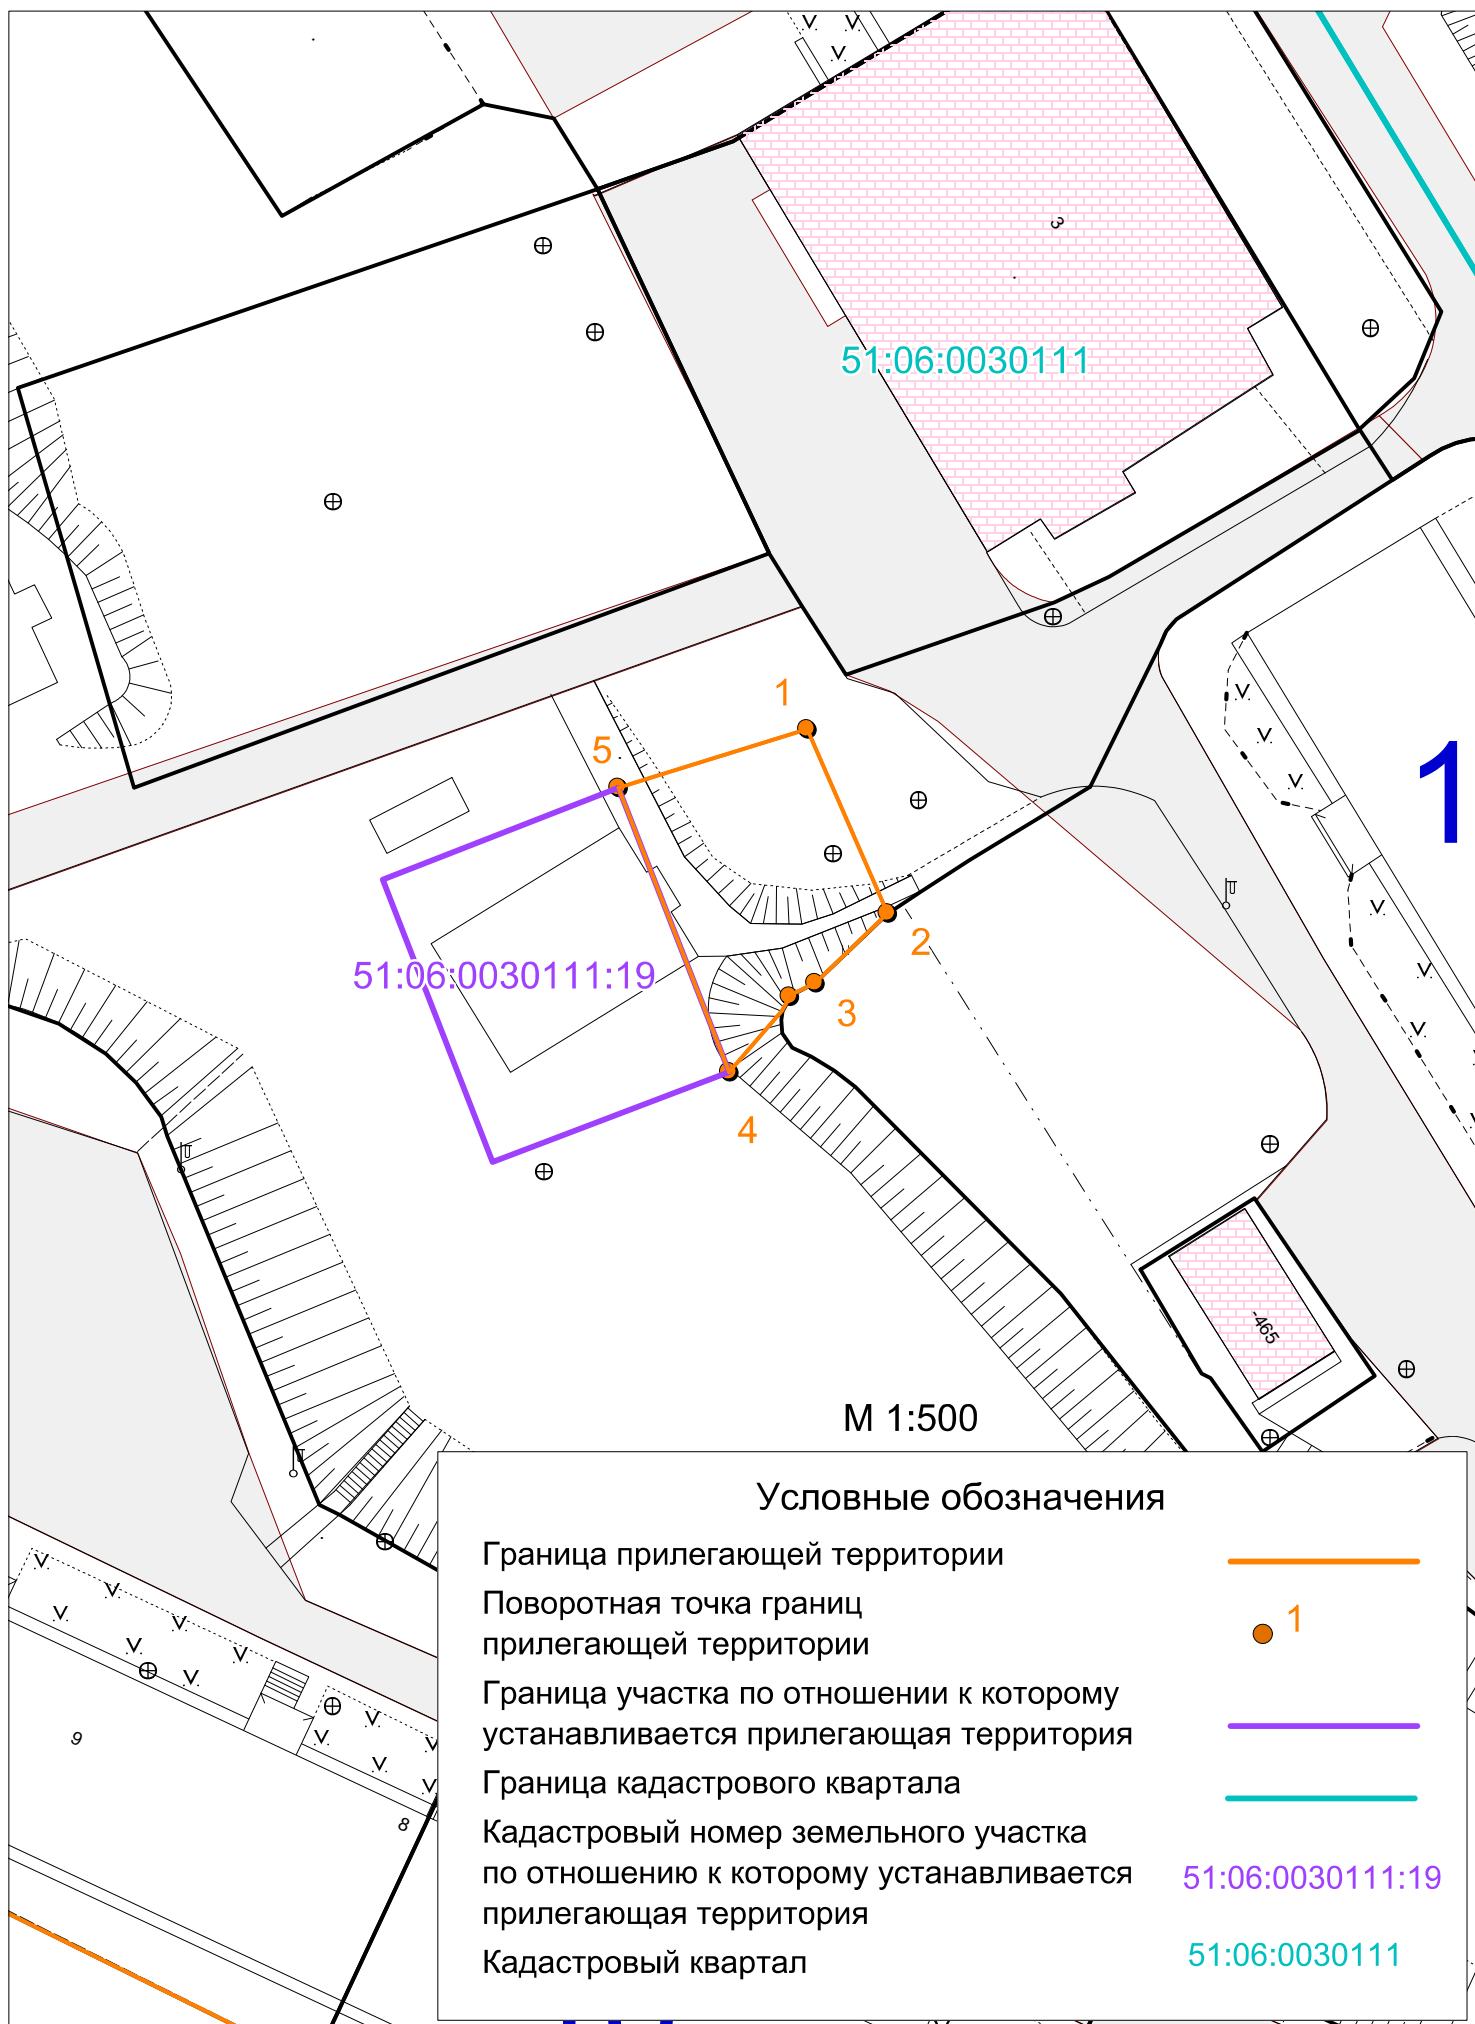 3
51:06:0030111
1
5
1
2
51:06:0030111:19
3
4
-465
М 1:500
Условные обозначения
Граница прилегающей территории
Поворотная точка границ
прилегающей территории
1
Граница участка по отношении к которому
устанавливается прилегающая территория
Граница кадастрового квартала
Кадастровый номер земельного участка
по отношению к которому устанавливается
прилегающая территория
51:06:0030111:19
Кадастровый квартал
51:06:0030111
9
8